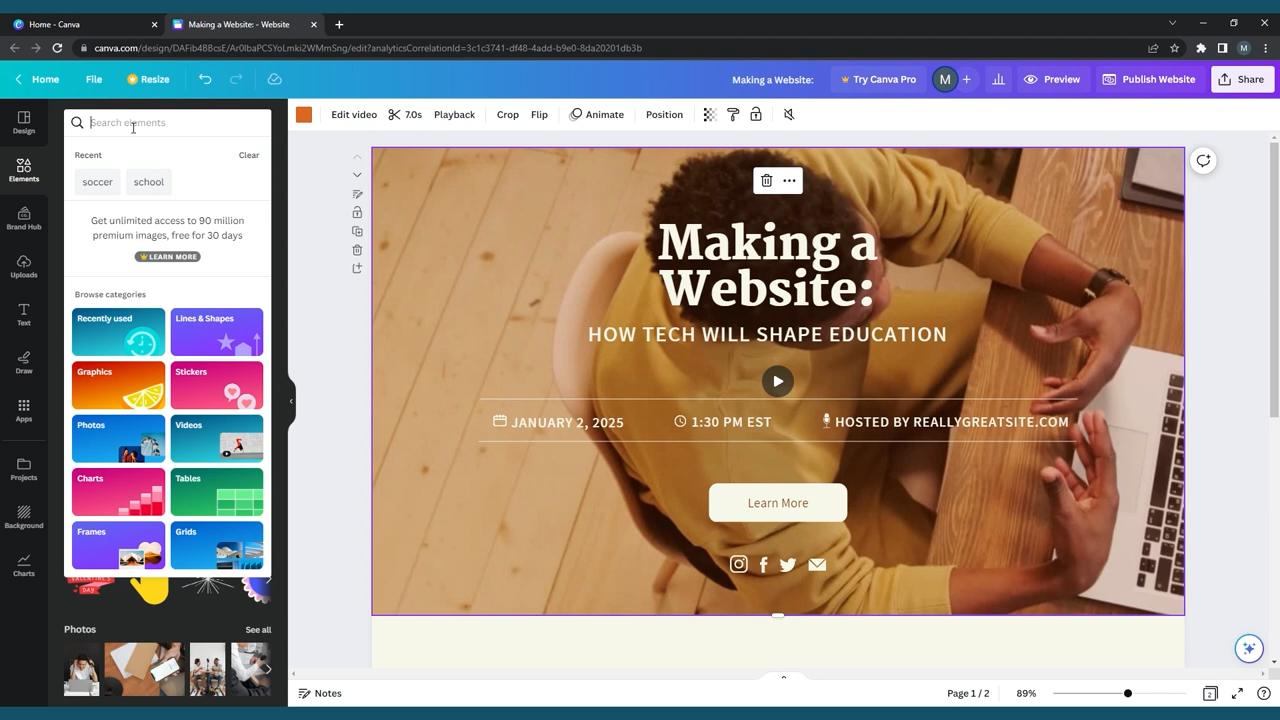 Home - Canva
Making a Website: - Website
canva.com/design/DAFib4BBcsE/Ar0lbaPCSYoLmki2WMmSng/edit?analyticsCorrelationId=3c1c3741-df48-4add-b9e0-8da20201db3b
M
Home
File
Resize
Making a Website:
Try Canva Pro
M
Preview
Publish Website
Share
Edit video
7.0s
Playback
Crop
Flip
Animate
Position
Design
Elements
Brand Hub
Uploads
Text
Draw
Apps
Projects
Background
Charts
Search elements
Recent
Clear
soccer
school
Get unlimited access to 90 million
premium images, free for 30 days
LEARN MORE
Browse categories
Recently used
Lines & Shapes
Graphics
Stickers
Photos
Videos
Charts
Tables
Frames
Grids
VALENTINE'S
DAY
Photos
See all
Making a
Website:
HOW TECH WILL SHAPE EDUCATION
JANUARY 2, 2025
1:30 PM EST
HOSTED BY REALLYGREATSITE.COM
Learn More
Notes
Page 1 / 2
89%
2